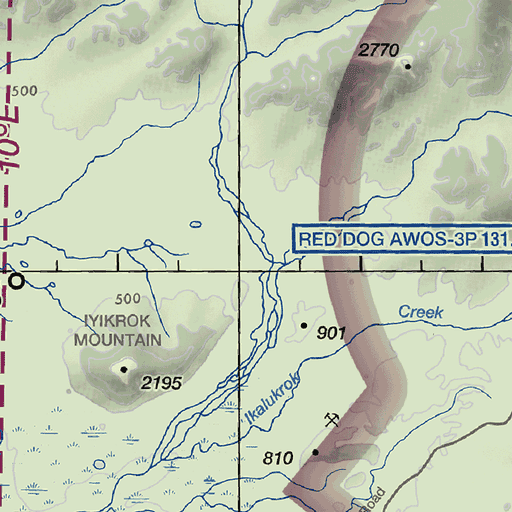 2770
500
10°E
RED DOG AWOS-3P 131.
500
IYIKROK
MOUNTAIN
2195
901
Creek
Ikalukrok
810
Road